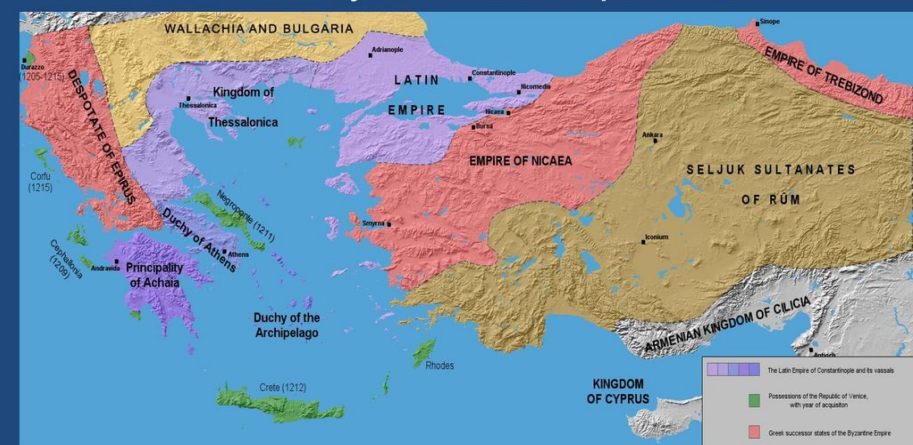 WALLACHIA AND BULGARIA
Sinope
Adrianople
EMPIRE OF TREBIZOND
Durazzo
(1205-1215)
LATIN
EMPIRE
Constantinople
Nicomedia
Kingdom of
Thessalonica
Thessalonica
Nicaea
Bursa
DESPOTATE OF EPIRUS
Ankara
EMPIRE OF NICAEA
SELJUK SULTANATES
OF RÛM
Corfu
(1215)
Negroponte (1211)
Duchy of Athens
Athens
Smyrna
Iconium
Cephallonia
(1209)
Andravida
Principality
of Achaia
Duchy of the
Archipelago
ARMENIAN KINGDOM OF CILICIA
Antioch
Rhodes
Crete (1212)
KINGDOM
OF CYPRUS
The Latin Empire of Constantinople and its vassals
Possessions of the Republic of Venice,
with year of acquisiton
Greek successor states of the Byzantine Empire